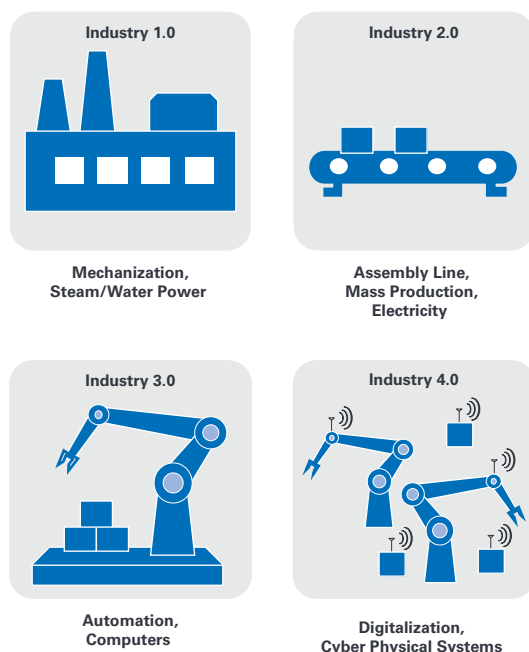 Industry 1.0
Mechanization,
Steam/Water Power
Industry 2.0
Assembly Line,
Mass Production,
Electricity
Industry 3.0
Automation,
Computers
Industry 4.0
Digitalization,
Cyber Physical Systems